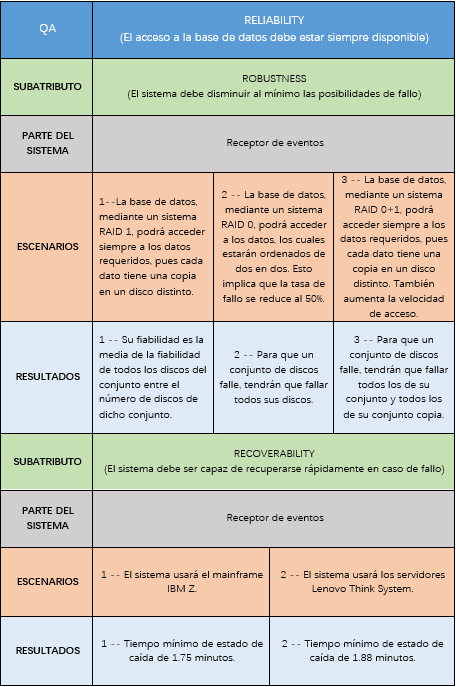 QA
RELIABILITY
(El acceso a la base de datos debe estar siempre disponible)
SUBATRIBUTO
ROBUSTNESS
(El sistema debe disminuir al mínimo las posibilidades de fallo)
PARTE DEL
SISTEMA
Receptor de eventos
ESCENARIOS
1--La base de datos,
mediante un sistema
RAID 1, podrá acceder
siempre a los datos
requeridos, pues cada
dato tiene una copia
en un disco distinto.
2 -- La base de datos,
mediante un sistema
RAID 0, podrá acceder
a los datos, los cuales
estarán ordenados de
dos en dos. Esto
implica que la tasa de
fallo se reduce al 50%.
3 -- La base de datos,
mediante un sistema
RAID 0+1, podrá
acceder siempre a los
datos requeridos, pues
cada dato tiene una
copia en un disco
distinto. También
aumenta la velocidad
de acceso.
RESULTADOS
1 -- Su fiabilidad es la
media de la fiabilidad
de todos los discos del
conjunto entre el
número de discos de
dicho conjunto.
2 -- Para que un
conjunto de discos
falle, tendrán que fallar
todos sus discos.
3 -- Para que un
conjunto de discos
falle, tendrán que fallar
todos los de su
conjunto y todos los
de su conjunto copia.
SUBATRIBUTO
RECOVERABILITY
(El sistema debe ser capaz de recuperarse rápidamente en caso de fallo)
PARTE DEL
SISTEMA
Receptor de eventos
ESCENARIOS
1 -- El sistema usará el mainframe
IBM Z.
2 -- El sistema usará los servidores
Lenovo Think System.
RESULTADOS
1 -- Tiempo mínimo de estado de
caída de 1.75 minutos.
2 -- Tiempo mínimo de estado de
caída de 1.88 minutos.